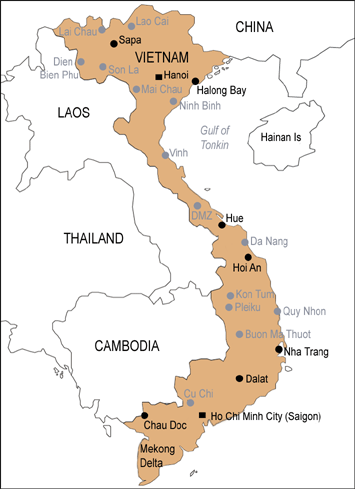 Lao Cai
CHINA
Lai Chau
Sapa
VIETNAM
Dien
Bien Phu
Son La
Hanoi
Mai Chau
Halong Bay
LAOS
Ninh Binh
Gulf of
Tonkin
Hainan Is
Vinh
DMZ
Hue
THAILAND
Da Nang
Hoi An
Kon Tum
Pleiku
Quy Nhon
Buon Ma Thuot
CAMBODIA
Nha Trang
Dalat
Cu Chi
Chau Doc
Ho Chi Minh City (Saigon)
Mekong
Delta